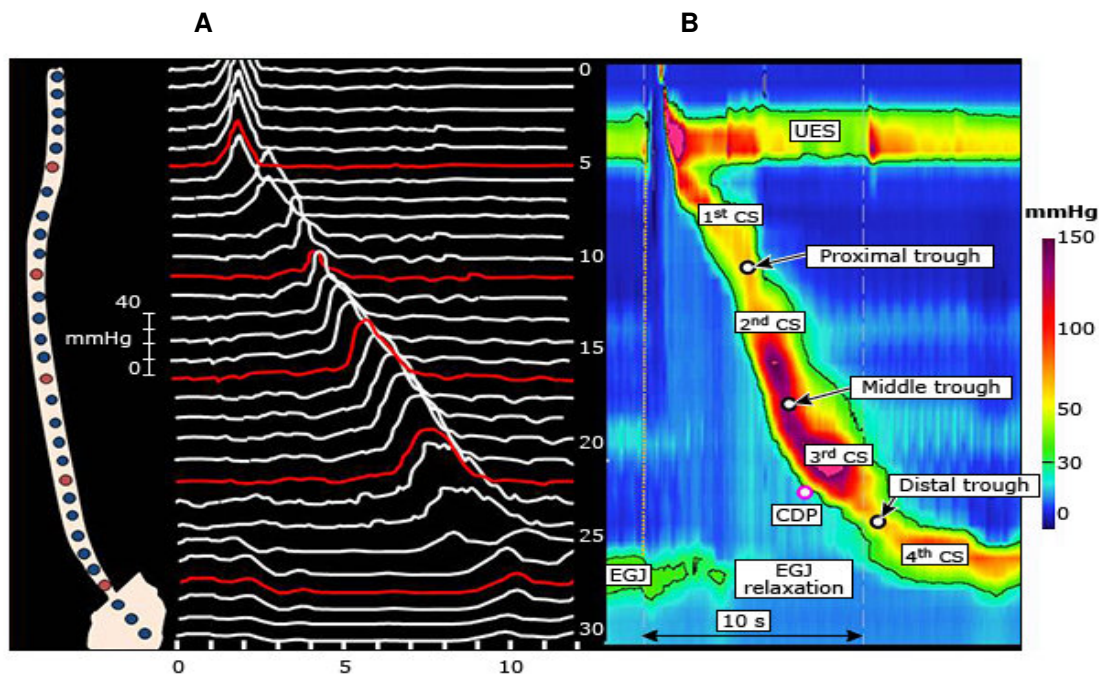 A
B
0
5
10
15
20
25
30
40
mmHg
0
0
5
10
UES
1st CS
Proximal trough
2nd CS
Middle trough
3rd CS
Distal trough
CDP
4th CS
EGJ
EGJ
relaxation
10 s
mmHg
150
100
50
30
0